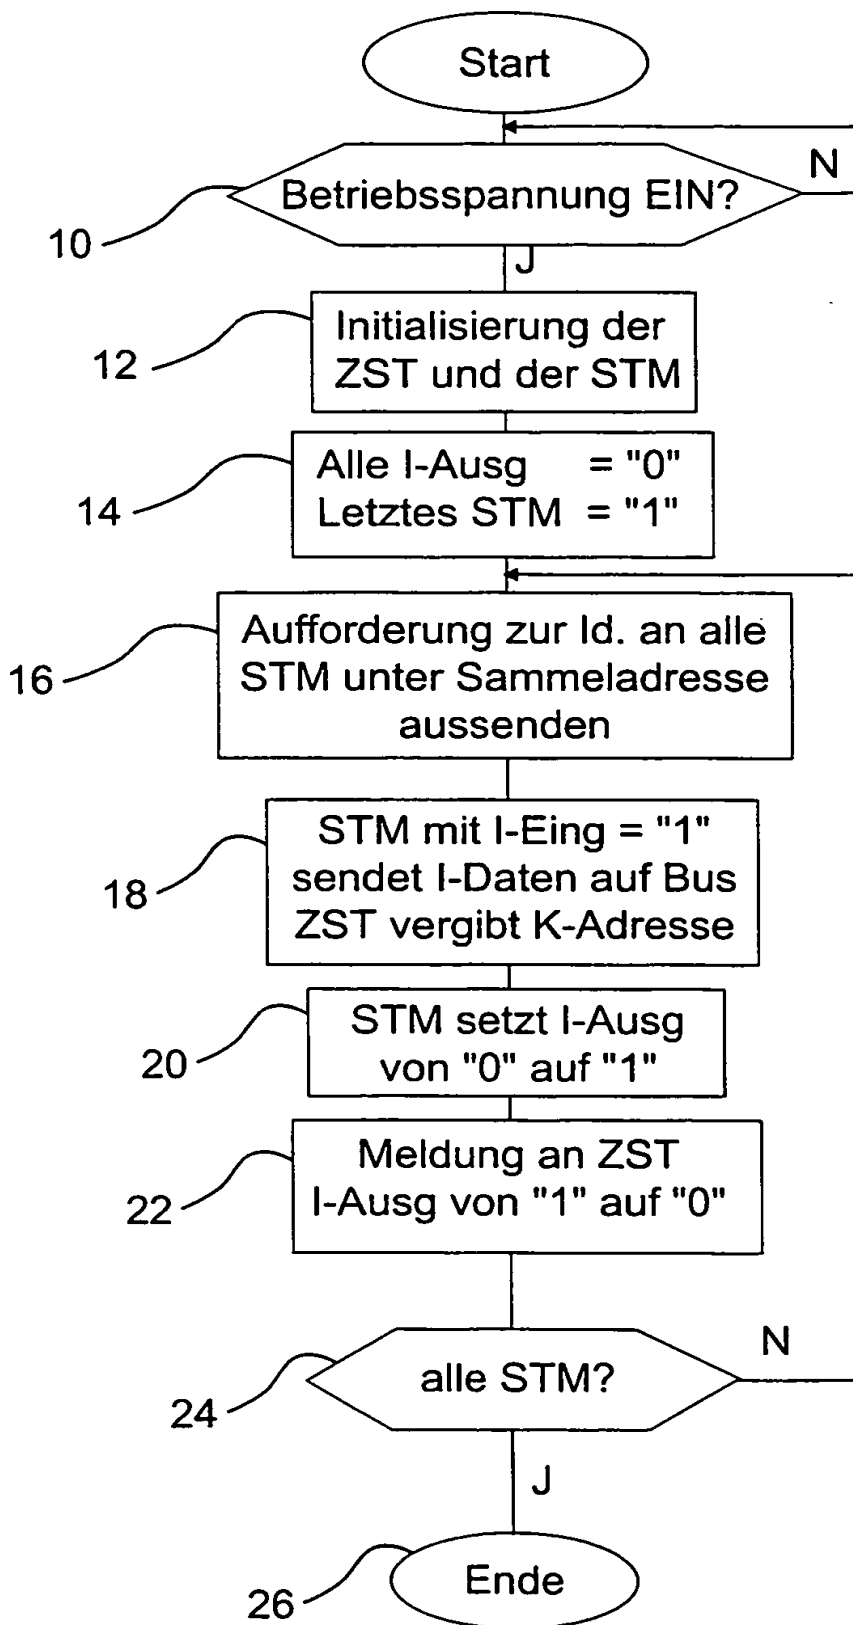 Start
N
Betriebsspannung EIN?
10
J
Initialisierung der
ZST und der STM
12
Alle I-Ausg = "0"
Letztes STM = "1"
14
Aufforderung zur Id. an alle
STM unter Sammeladresse
aussenden
16
STM mit I-Eing = "1"
sendet I-Daten auf Bus
ZST vergibt K-Adresse
18
STM setzt I-Ausg
von "0" auf "1"
20
Meldung an ZST
I-Ausg von "1" auf "0"
22
N
alle STM?
24
J
Ende
26